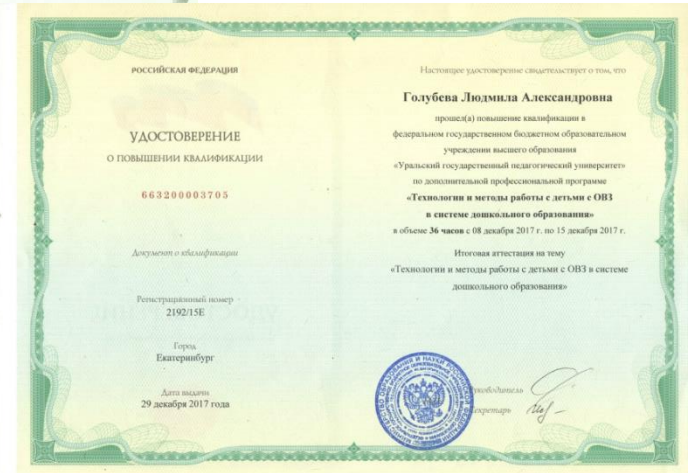 РОССИЙСКАЯ ФЕДЕРАЦИЯ
УДОСТОВЕРЕНИЕ
О ПОВЫШЕНИИ КВАЛИФИКАЦИИ
663200003705
Документ о квалификации
Регистрационный номер
2192/15Е
Город
Екатеринбург
Дата выдачи
29 декабря 2017 года
Настоящее удостоверение свидетельствует о том, что
Голубева Людмила Александровна
прошел(а) повышение квалификации в
федеральном государственном бюджетном образовательном
учреждении высшего образования
«Уральский государственный педагогический университет»
по дополнительной профессиональной программе
«Технологии и методы работы с детьми с ОВЗ
в системе дошкольного образования»
в объеме 36 часов с 08 декабря 2017 г. по 15 декабря 2017 г.
Итоговая аттестация на тему
«Технологии и методы работы с детьми с ОВЗ в системе
дошкольного образования»
Руководитель
Секретарь